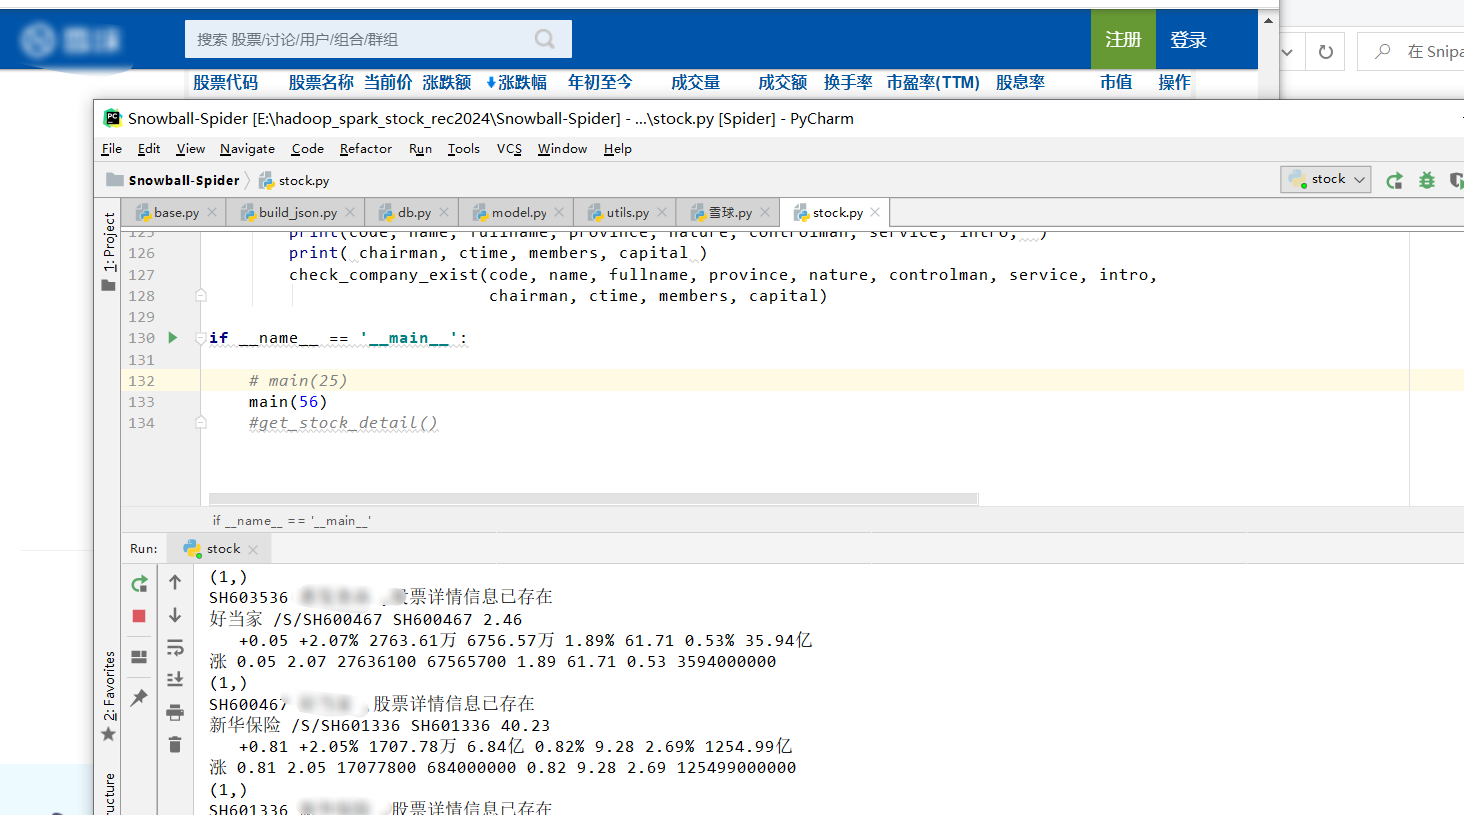 搜索 股票/讨论/用户/组合/群组
注册 登录
在 Snipa
股票代码 股票名称 当前价 涨跌额 涨跌幅 年初至今 成交量 成交额 换手率 市盈率(TTM) 股息率 市值 操作
Snowball-Spider [E:\hadoop_spark_stock_rec2024\Snowball-Spider] - ...\stock.py [Spider] - PyCharm
File Edit View Navigate Code Refactor Run Tools VCS Window Help
Snowball-Spider stock.py
stock
base.py build_json.py db.py model.py utils.py 雪球.py stock.py
1: Project
125 print(code, name, fullname, province, nature, controlman, service, intro, )
126 print( chairman, ctime, members, capital )
127 check_company_exist(code, name, fullname, province, nature, controlman, service, intro,
128 chairman, ctime, members, capital)
129
130 if __name__ == '__main__':
131
132 # main(25)
133 main(56)
134 #get_stock_detail()
if __name__ == '__main__'
Run: stock
(1,)
SH603536 股票详情信息已存在
好当家 /S/SH600467 SH600467 2.46
+0.05 +2.07% 2763.61万 6756.57万 1.89% 61.71 0.53% 35.94亿
涨 0.05 2.07 27636100 67565700 1.89 61.71 0.53 3594000000
(1,)
SH600467 ,股票详情信息已存在
新华保险 /S/SH601336 SH601336 40.23
+0.81 +2.05% 1707.78万 6.84亿 0.82% 9.28 2.69% 1254.99亿
涨 0.81 2.05 17077800 684000000 0.82 9.28 2.69 125499000000
(1,)
SH601336 ,股票详情信息已存在
2: Favorites
ructure